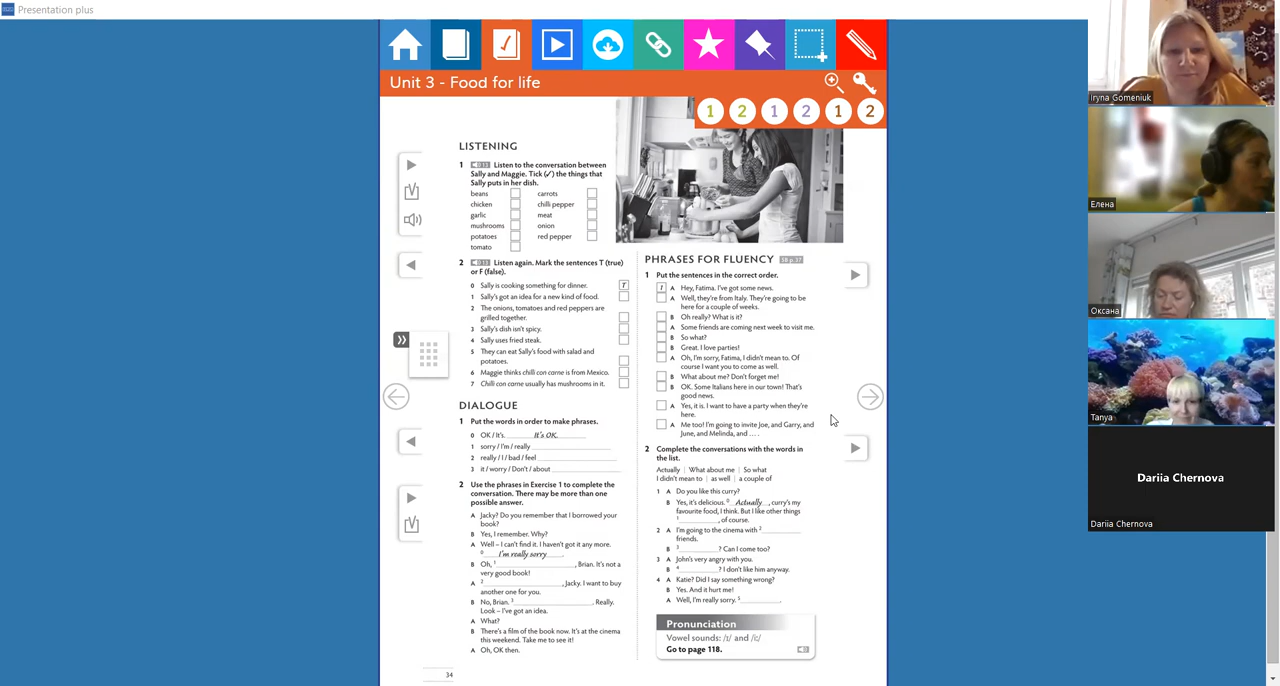 Presentation plus
Unit 3 - Food for life
1 2 1 2 1 2
LISTENING
1 Listen to the conversation between
Sally and Maggie. Tick (✓) the things that
Sally puts in her dish.
beans carrots
chicken chilli pepper
garlic meat
mushrooms onion
potatoes red pepper
tomato
2 Listen again. Mark the sentences T (true)
or F (false).
0 Sally is cooking something for dinner. T
1 Sally's got an idea for a new kind of food.
2 The onions, tomatoes and red peppers are
grilled together.
3 Sally's dish isn't spicy.
4 Sally uses fried steak.
5 They can eat Sally's food with salad and
potatoes.
6 Maggie thinks chilli con carne is from Mexico.
7 Chilli con carne usually has mushrooms in it.
DIALOGUE
1 Put the words in order to make phrases.
0 OK / It's. It's OK.
1 sorry / I'm / really
2 really / I / bad / feel
3 it / worry / Don't / about
2 Use the phrases in Exercise 1 to complete the
conversation. There may be more than one
possible answer.
A Jacky? Do you remember that I borrowed your
book?
B Yes, I remember. Why?
A Well – I can't find it. I haven't got it any more.
0 I'm really sorry.
B Oh, 1, Brian. It's not a
very good book!
A 2, Jacky. I want to buy
another one for you.
B No, Brian. 3. Really.
Look – I've got an idea.
A What?
B There's a film of the book now. It's at the cinema
this weekend. Take me to see it!
A Oh, OK then.
34
PHRASES FOR FLUENCY SB p.37
1 Put the sentences in the correct order.
1 A Hey, Fatima. I've got some news.
A Well, they're from Italy. They're going to be
here for a couple of weeks.
B Oh really? What is it?
A Some friends are coming next week to visit me.
B So what?
B Great. I love parties!
A Oh, I'm sorry, Fatima, I didn't mean to. Of
course I want you to come as well.
B What about me? Don't forget me!
B OK. Some Italians here in our town! That's
good news.
A Yes, it is. I want to have a party when they're
here.
A Me too! I'm going to invite Joe, and Garry, and
June, and Melinda, and … .
2 Complete the conversations with the words in
the list.
Actually | What about me | So what
I didn't mean to | as well | a couple of
1 A Do you like this curry?
B Yes, it's delicious. 0 Actually, curry's my
favourite food, I think. But I like other things
1, of course.
2 A I'm going to the cinema with 2
friends.
B 3? Can I come too?
3 A John's very angry with you.
B 4? I don't like him anyway.
4 A Katie? Did I say something wrong?
B Yes. And it hurt me!
A Well, I'm really sorry. 5.
Pronunciation
Vowel sounds: /ɪ/ and /iː/
Go to page 118.
Iryna Gomeniuk
Елена
Оксана
Tanya
Dariia Chernova
Dariia Chernova